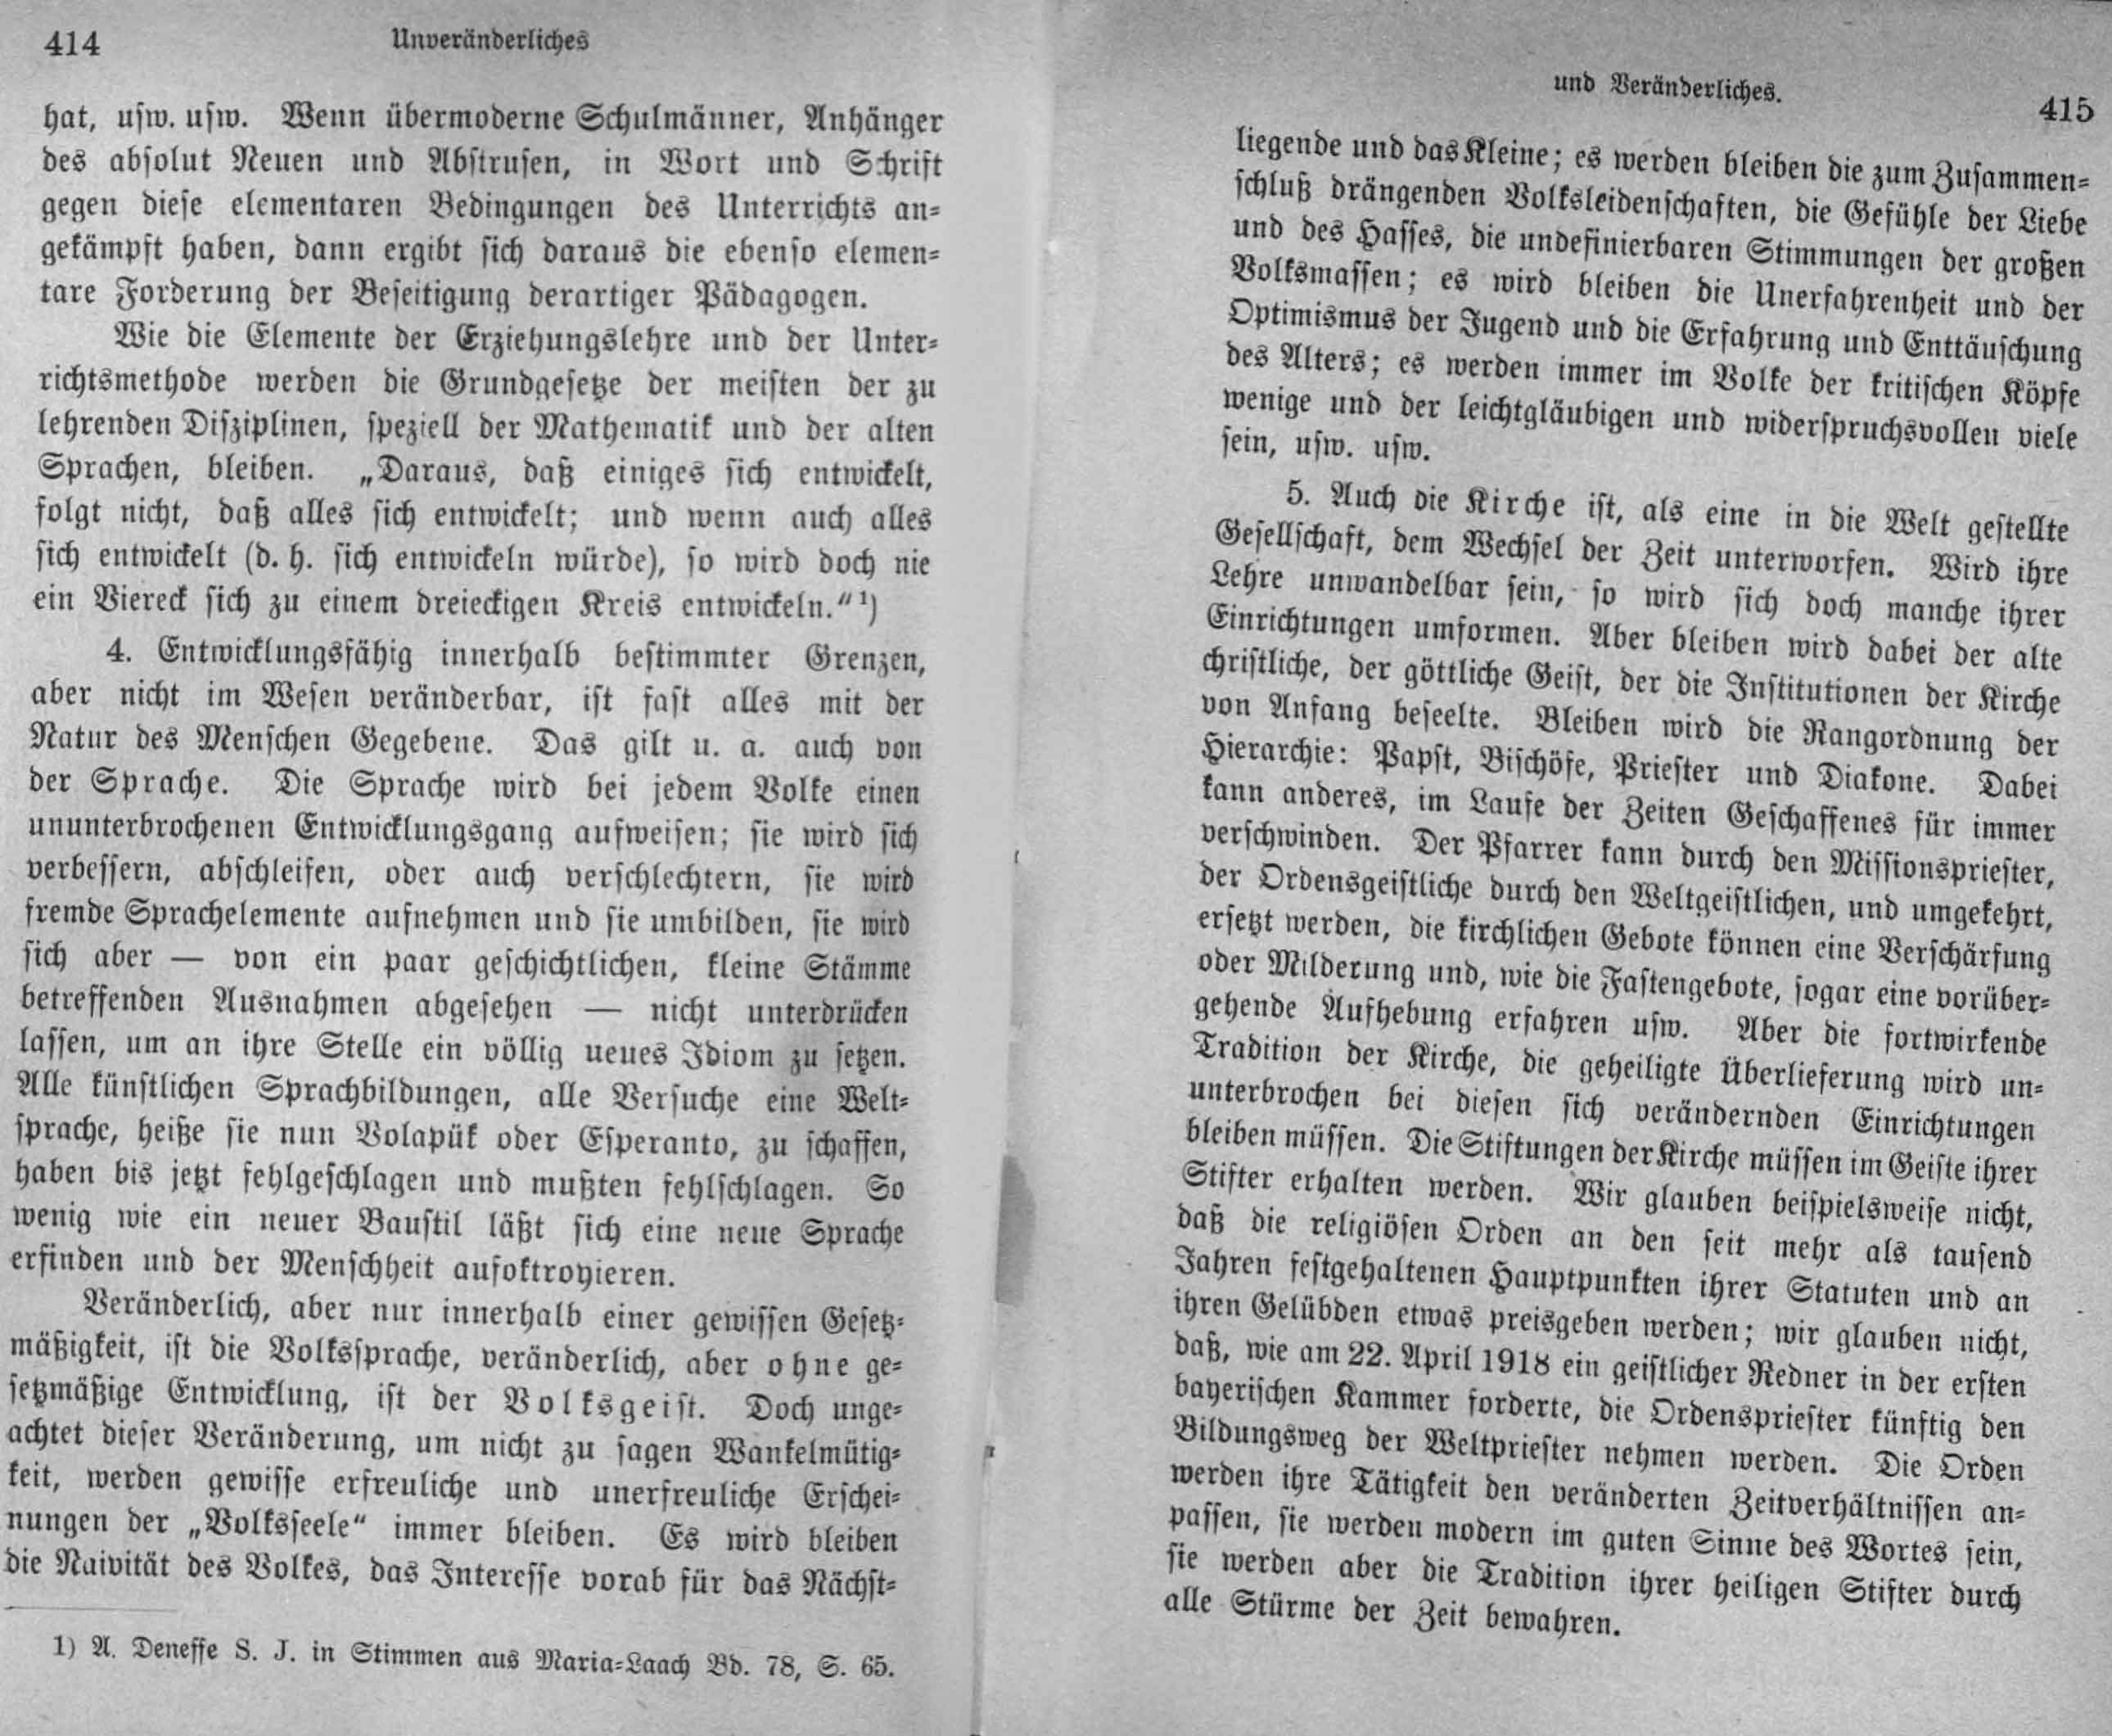 414
Unveränderliches
hat, usw. usw. Wenn übermoderne Schulmänner, Anhänger
des absolut Neuen und Abstrusen, in Wort und Schrift
gegen diese elementaren Bedingungen des Unterrichts an=
gekämpft haben, dann ergibt sich daraus die ebenso elemen=
tare Forderung der Beseitigung derartiger Pädagogen.
Wie die Elemente der Erziehungslehre und der Unter=
richtsmethode werden die Grundgesetze der meisten der zu
lehrenden Disziplinen, speziell der Mathematik und der alten
Sprachen, bleiben. „Daraus, daß einiges sich entwickelt,
folgt nicht, daß alles sich entwickelt; und wenn auch alles
sich entwickelt (d. h. sich entwickeln würde), so wird doch nie
ein Viereck sich zu einem dreieckigen Kreis entwickeln."¹)
4. Entwicklungsfähig innerhalb bestimmter Grenzen,
aber nicht im Wesen veränderbar, ist fast alles mit der
Natur des Menschen Gegebene. Das gilt u. a. auch von
der Sprache. Die Sprache wird bei jedem Volke einen
ununterbrochenen Entwicklungsgang aufweisen; sie wird sich
verbessern, abschleifen, oder auch verschlechtern, sie wird
fremde Sprachelemente aufnehmen und sie umbilden, sie wird
sich aber — von ein paar geschichtlichen, kleine Stämme
betreffenden Ausnahmen abgesehen — nicht unterdrücken
lassen, um an ihre Stelle ein völlig neues Idiom zu setzen.
Alle künstlichen Sprachbildungen, alle Versuche eine Welt=
sprache, heiße sie nun Volapük oder Esperanto, zu schaffen,
haben bis jetzt fehlgeschlagen und mußten fehlschlagen. So
wenig wie ein neuer Baustil läßt sich eine neue Sprache
erfinden und der Menschheit aufoktroyieren.
Veränderlich, aber nur innerhalb einer gewissen Gesetz=
mäßigkeit, ist die Volkssprache, veränderlich, aber ohne ge=
setzmäßige Entwicklung, ist der Volksgeist. Doch unge=
achtet dieser Veränderung, um nicht zu sagen Wankelmütig=
keit, werden gewisse erfreuliche und unerfreuliche Erschei=
nungen der „Volksseele" immer bleiben. Es wird bleiben
die Naivität des Volkes, das Interesse vorab für das Nächst=
1) A. Deneffe S. J. in Stimmen aus Maria=Laach Bd. 78, S. 65.
und Veränderliches.
415
liegende und das Kleine; es werden bleiben die zum Zusammen=
schluß drängenden Volksleidenschaften, die Gefühle der Liebe
und des Hasses, die undefinierbaren Stimmungen der großen
Volksmassen; es wird bleiben die Unerfahrenheit und der
Optimismus der Jugend und die Erfahrung und Enttäuschung
des Alters; es werden immer im Volke der kritischen Köpfe
wenige und der leichtgläubigen und widerspruchsvollen viele
sein, usw. usw.
5. Auch die Kirche ist, als eine in die Welt gestellte
Gesellschaft, dem Wechsel der Zeit unterworfen. Wird ihre
Lehre unwandelbar sein, so wird sich doch manche ihrer
Einrichtungen umformen. Aber bleiben wird dabei der alte
christliche, der göttliche Geist, der die Institutionen der Kirche
von Anfang beseelte. Bleiben wird die Rangordnung der
Hierarchie: Papst, Bischöfe, Priester und Diakone. Dabei
kann anderes, im Laufe der Zeiten Geschaffenes für immer
verschwinden. Der Pfarrer kann durch den Missionspriester,
der Ordensgeistliche durch den Weltgeistlichen, und umgekehrt,
ersetzt werden, die kirchlichen Gebote können eine Verschärfung
oder Milderung und, wie die Fastengebote, sogar eine vorüber=
gehende Aufhebung erfahren usw. Aber die fortwirkende
Tradition der Kirche, die geheiligte Überlieferung wird un=
unterbrochen bei diesen sich verändernden Einrichtungen
bleiben müssen. Die Stiftungen der Kirche müssen im Geiste ihrer
Stifter erhalten werden. Wir glauben beispielsweise nicht,
daß die religiösen Orden an den seit mehr als tausend
Jahren festgehaltenen Hauptpunkten ihrer Statuten und an
ihren Gelübden etwas preisgeben werden; wir glauben nicht,
daß, wie am 22. April 1918 ein geistlicher Redner in der ersten
bayerischen Kammer forderte, die Ordenspriester künftig den
Bildungsweg der Weltpriester nehmen werden. Die Orden
werden ihre Tätigkeit den veränderten Zeitverhältnissen an=
passen, sie werden modern im guten Sinne des Wortes sein,
sie werden aber die Tradition ihrer heiligen Stifter durch
alle Stürme der Zeit bewahren.